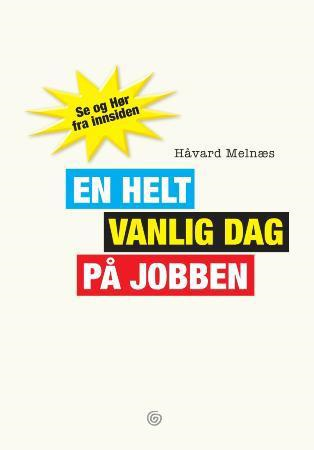 Se og Hør
fra innsiden
Håvard Melnæs
EN HELT
VANLIG DAG
PÅ JOBBEN